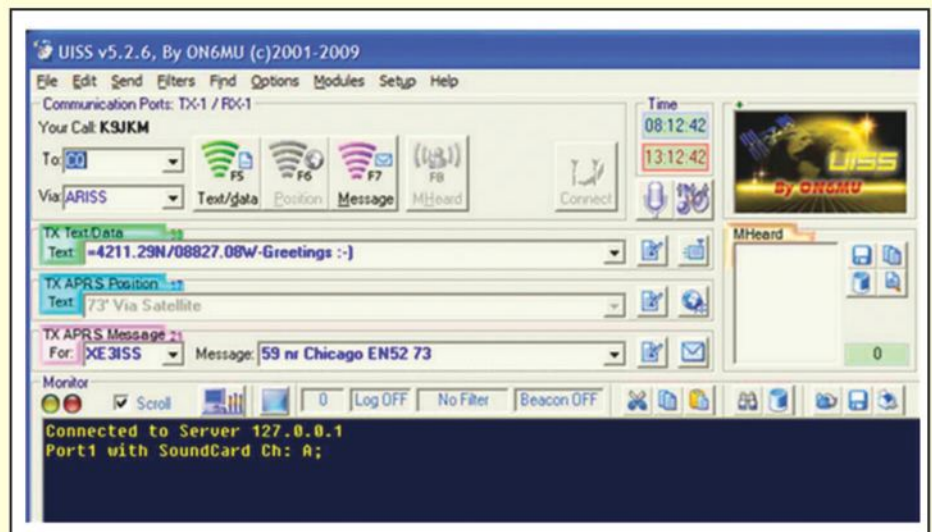 UISS v5.2.6, By ON6MU (c)2001-2009
File Edit Send Filters Find Options Modules Setup Help
Communication Ports: TX-1 / RX-1
Your Call: K9JKM
To: CQ
Via: ARISS
F5
Text/data
F6
Position
F7
Message
F8
MHeard
Connect
Time
08:12:42
13:12:42
UISS
By ON6MU
TX Text/Data
Text: =4211.29N/08827.08W-Greetings :-)
TX APRS Position 17
Text: 73' Via Satellite
TX APRS Message 21
For: XE3ISS Message: 59 nr Chicago EN52 73
MHeard
0
Monitor
Scroll 0 Log OFF No Filter Beacon OFF
Connected to Server 127.0.0.1
Port1 with SoundCard Ch: A;